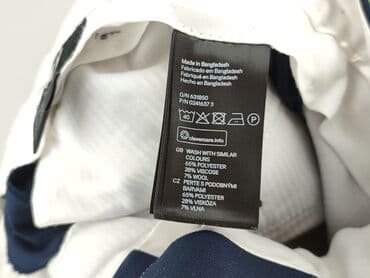 Made in Bangladesh
Fabricado em Bangladesh
Fabriqué en Bangladesh
Hecho en Bangladesh
O/N 631850
P/N 0241637 3
40
P
clevercare.info
GB WASH WITH SIMILAR
COLOURS
65% POLYESTER
28% VISCOSE
7% WOOL
CZ PERTE S PODOBNÝMI
BARVAMI
65% POLYESTER
28% VISKÓZA
7% VLNA